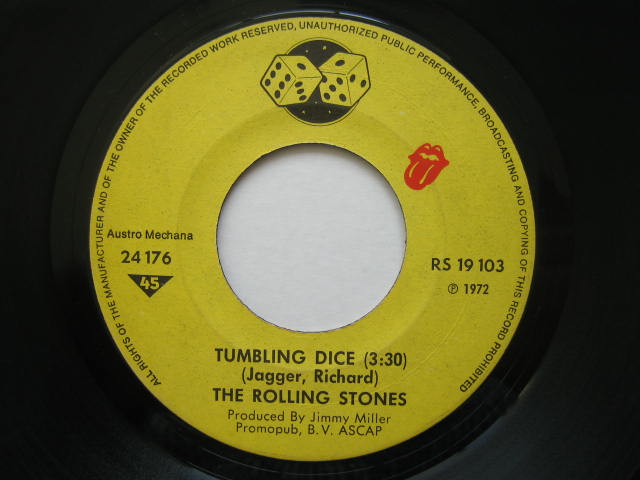 ALL RIGHTS OF THE MANUFACTURER AND OF THE OWNER OF THE RECORDED WORK RESERVED, UNAUTHORIZED PUBLIC PERFORMANCE, BROADCASTING AND COPYING OF THIS RECORD PROHIBITED
Austro Mechana
24 176
45
RS 19 103
℗ 1972
TUMBLING DICE (3:30)
(Jagger, Richard)
THE ROLLING STONES
Produced By Jimmy Miller
Promopub, B.V. ASCAP